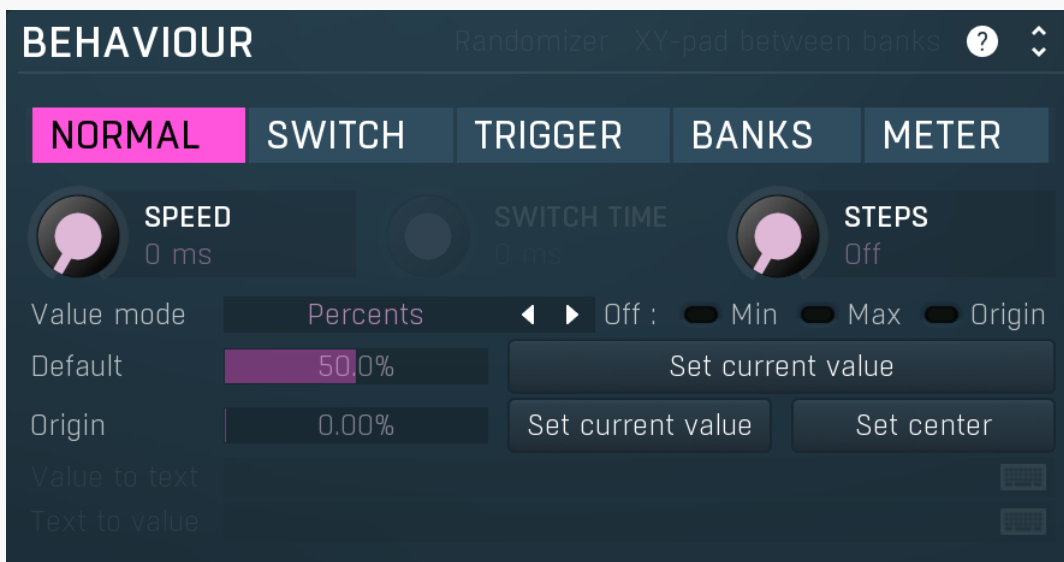 BEHAVIOUR Randomizer XY-pad between banks ?
NORMAL SWITCH TRIGGER BANKS METER
SPEED SWITCH TIME STEPS
0 ms 0 ms Off
Value mode Percents Off : Min Max Origin
Default 50.0% Set current value
Origin 0.00% Set current value Set center
Value to text
Text to value